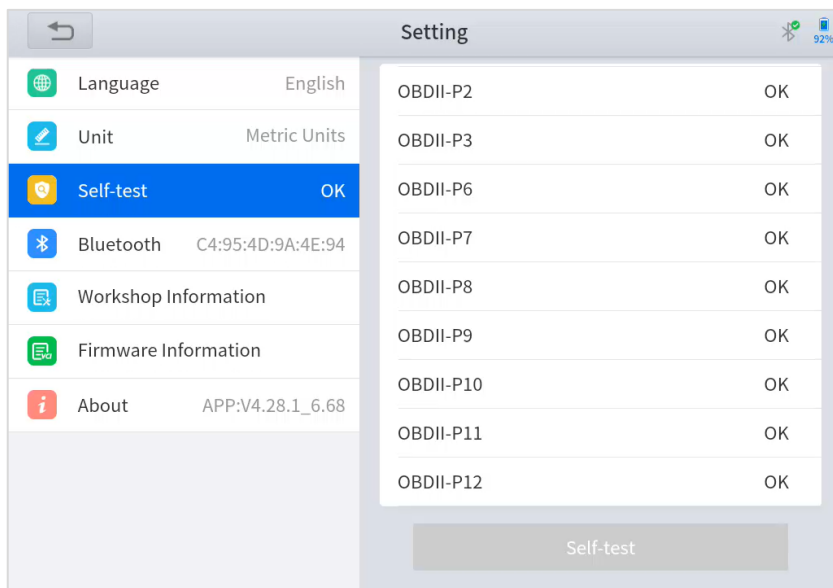 Setting
92%
Language English
Unit Metric Units
Self-test OK
Bluetooth C4:95:4D:9A:4E:94
Workshop Information
Firmware Information
About APP:V4.28.1_6.68
OBDII-P2 OK
OBDII-P3 OK
OBDII-P6 OK
OBDII-P7 OK
OBDII-P8 OK
OBDII-P9 OK
OBDII-P10 OK
OBDII-P11 OK
OBDII-P12 OK
Self-test